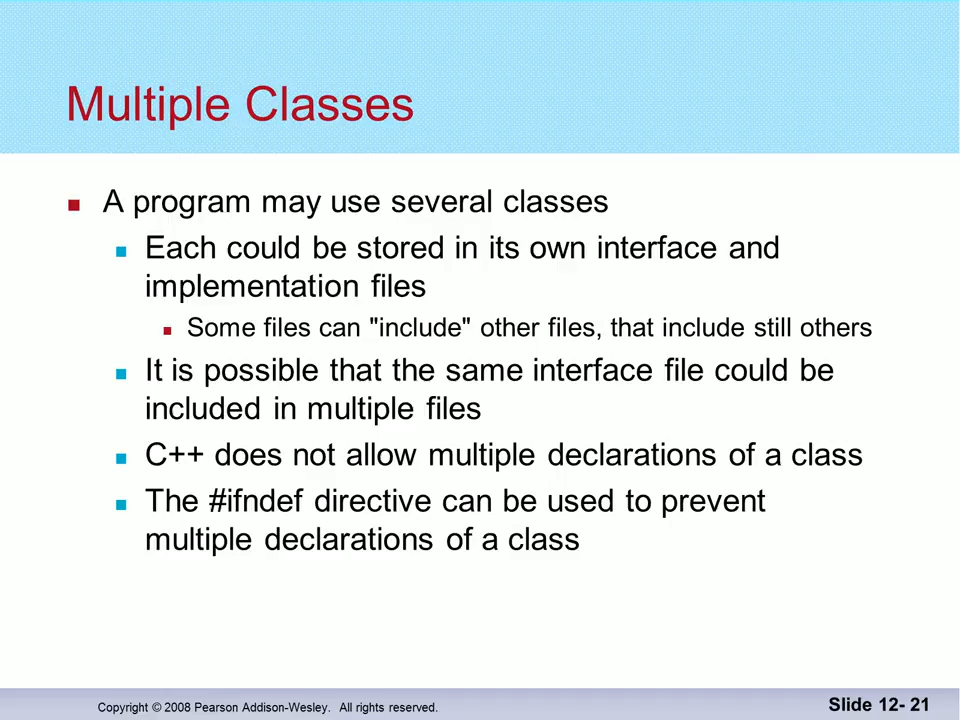 Multiple Classes
A program may use several classes
Each could be stored in its own interface and
implementation files
Some files can "include" other files, that include still others
It is possible that the same interface file could be
included in multiple files
C++ does not allow multiple declarations of a class
The #ifndef directive can be used to prevent
multiple declarations of a class
Copyright © 2008 Pearson Addison-Wesley. All rights reserved.
Slide 12- 21